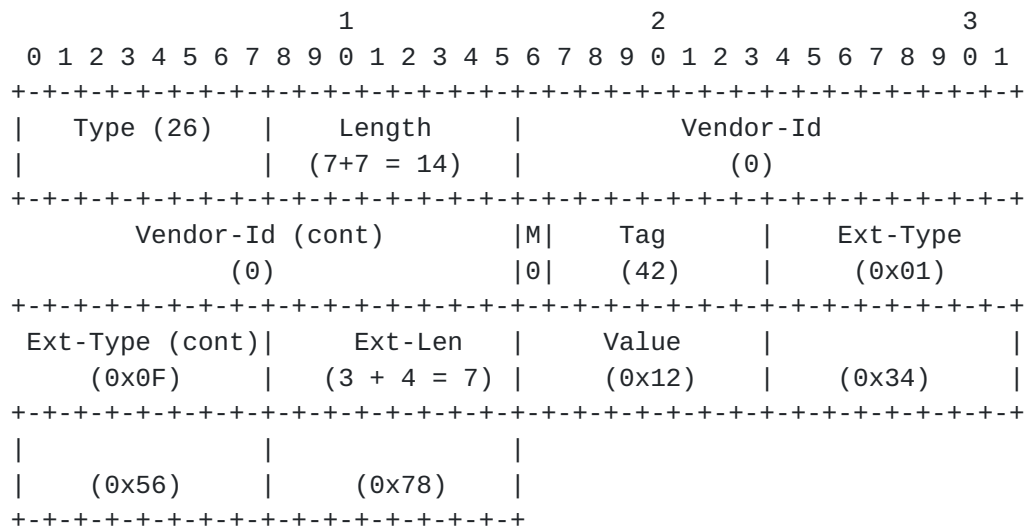 1                   2                   3
 0 1 2 3 4 5 6 7 8 9 0 1 2 3 4 5 6 7 8 9 0 1 2 3 4 5 6 7 8 9 0 1
+-+-+-+-+-+-+-+-+-+-+-+-+-+-+-+-+-+-+-+-+-+-+-+-+-+-+-+-+-+-+-+-+
|   Type (26)   |    Length     |          Vendor-Id
|               |  (7+7 = 14)   |             (0)
+-+-+-+-+-+-+-+-+-+-+-+-+-+-+-+-+-+-+-+-+-+-+-+-+-+-+-+-+-+-+-+-+
        Vendor-Id (cont)        |M|    Tag      |    Ext-Type
              (0)               |0|    (42)     |     (0x01)
+-+-+-+-+-+-+-+-+-+-+-+-+-+-+-+-+-+-+-+-+-+-+-+-+-+-+-+-+-+-+-+-+
 Ext-Type (cont)|     Ext-Len   |     Value     |               |
     (0x0F)     |   (3 + 4 = 7) |     (0x12)    |    (0x34)     |
+-+-+-+-+-+-+-+-+-+-+-+-+-+-+-+-+-+-+-+-+-+-+-+-+-+-+-+-+-+-+-+-+
|               |               |
|    (0x56)     |     (0x78)    |
+-+-+-+-+-+-+-+-+-+-+-+-+-+-+-+-+